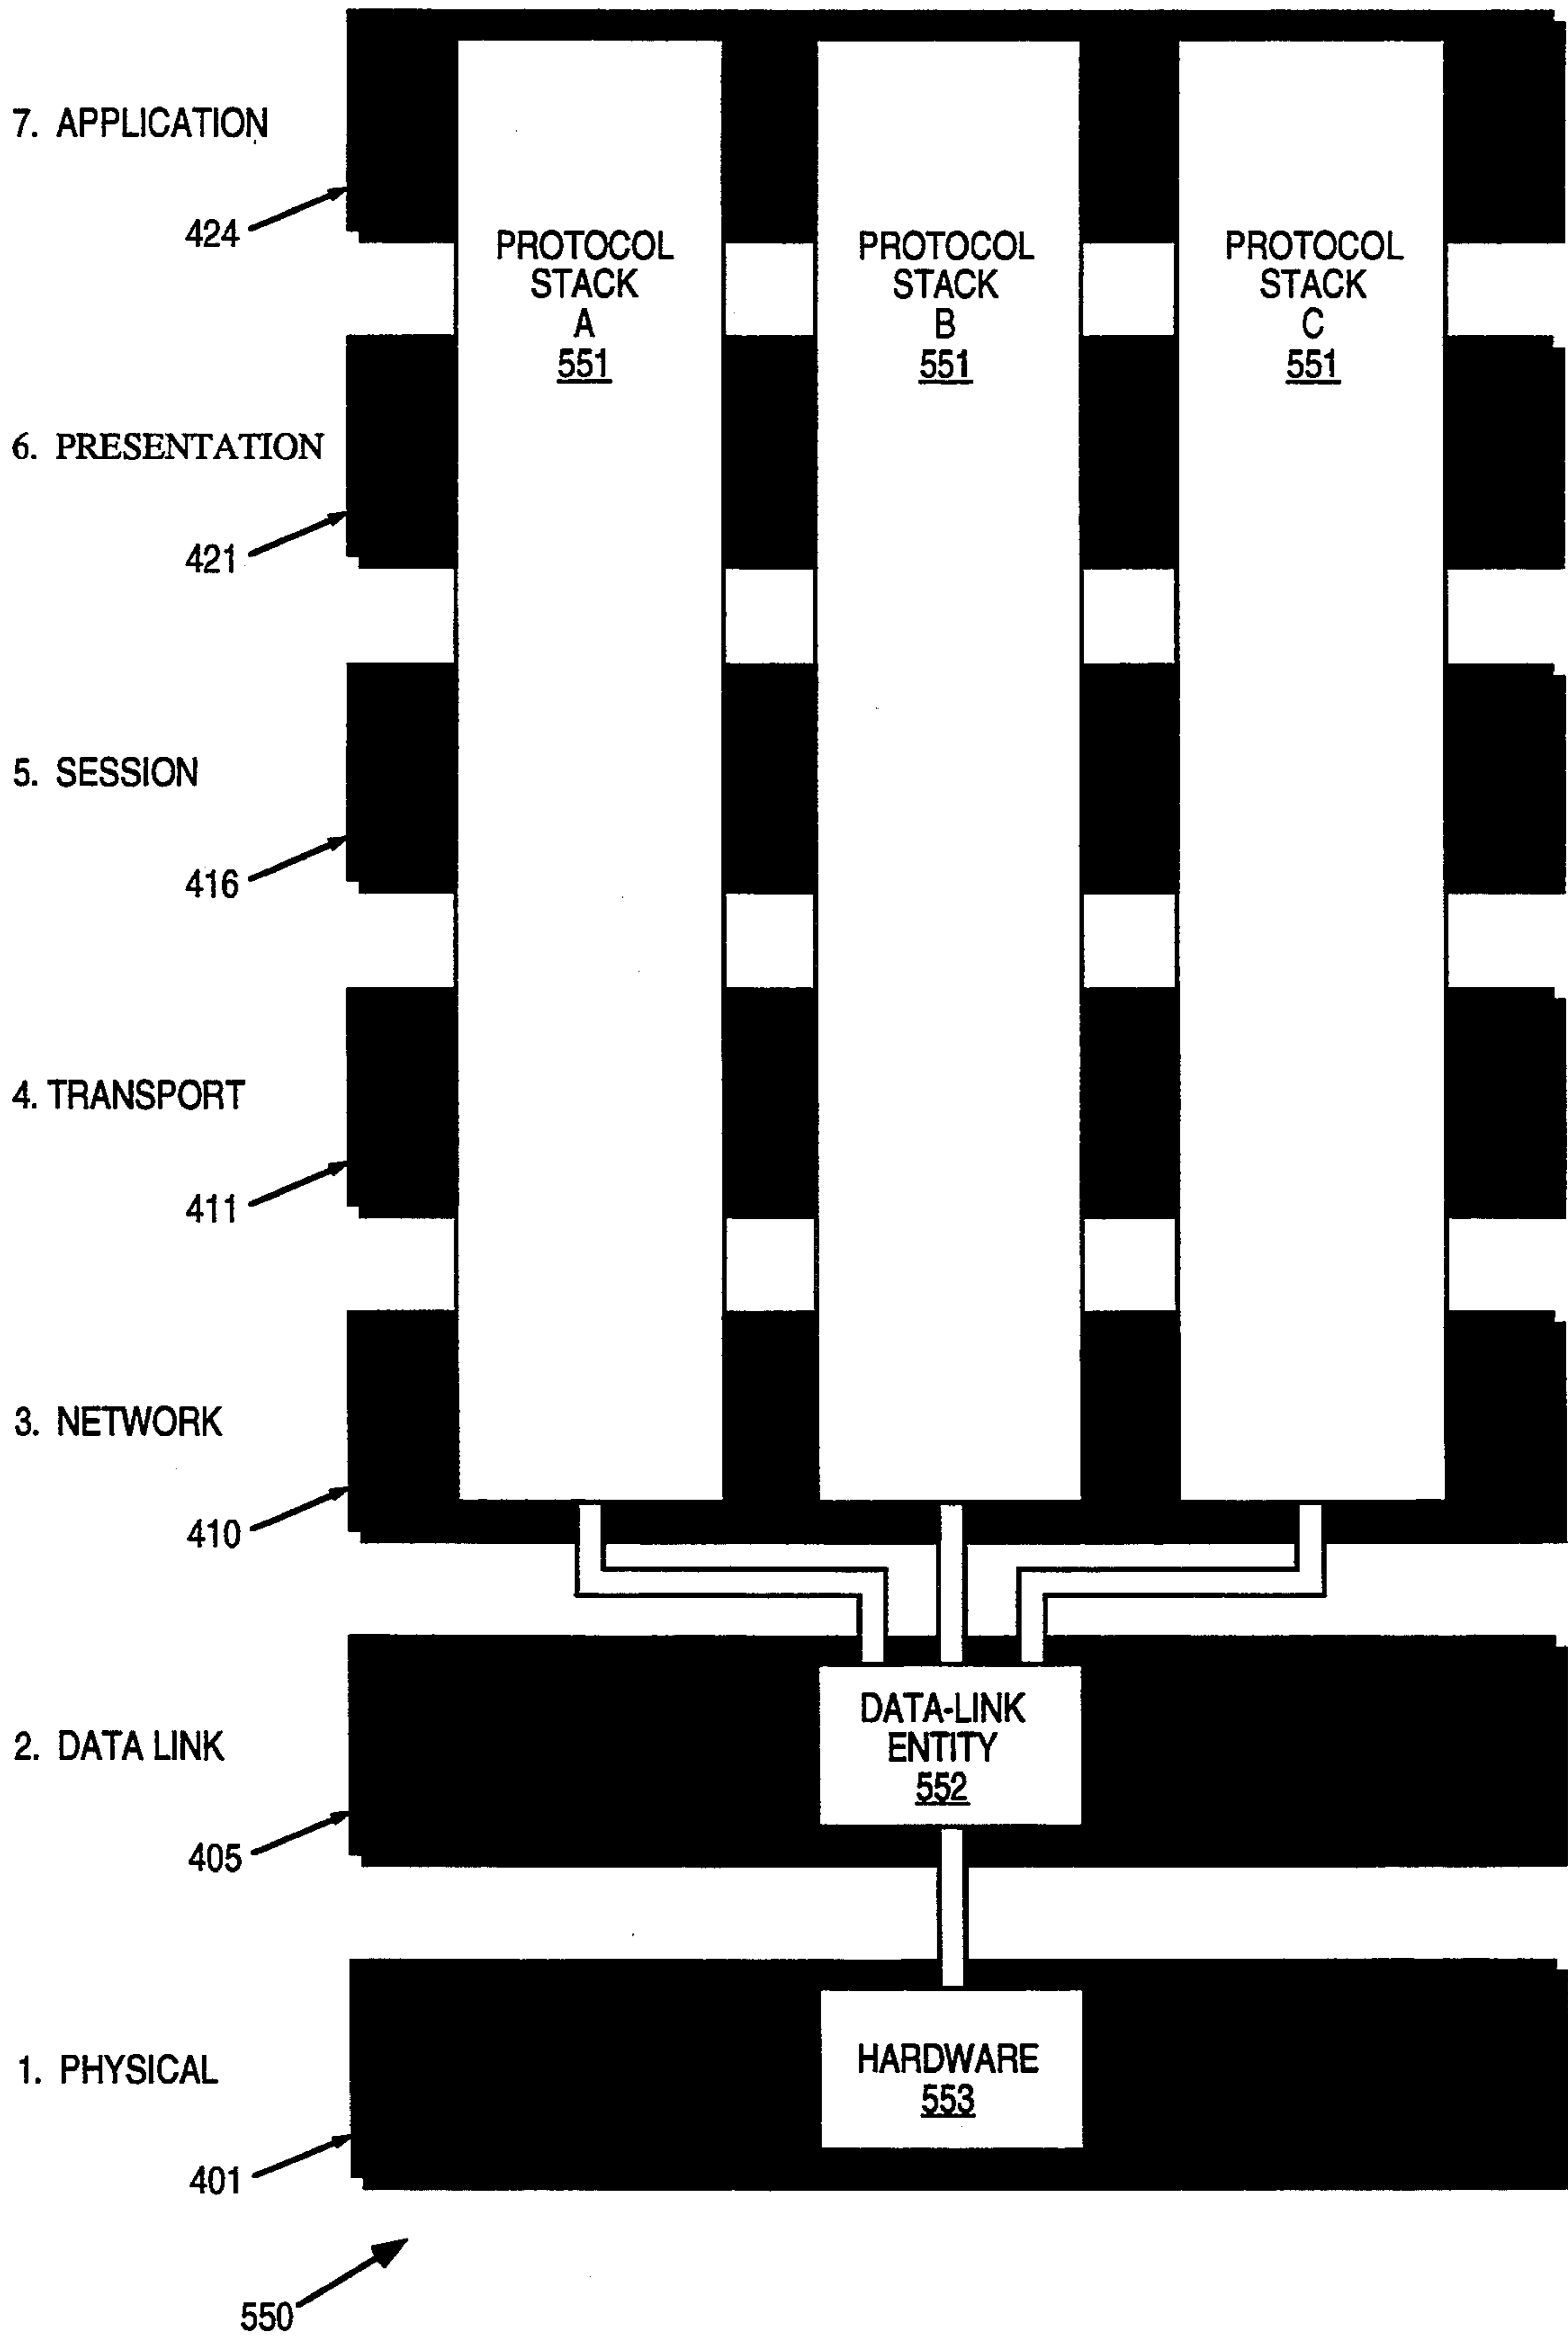 7. APPLICATION
424
PROTOCOL
STACK
A
551
PROTOCOL
STACK
B
551
PROTOCOL
STACK
C
551
6. PRESENTATION
421
5. SESSION
416
4. TRANSPORT
411
3. NETWORK
410
2. DATA LINK
405
DATA-LINK
ENTITY
552
1. PHYSICAL
401
HARDWARE
553
550